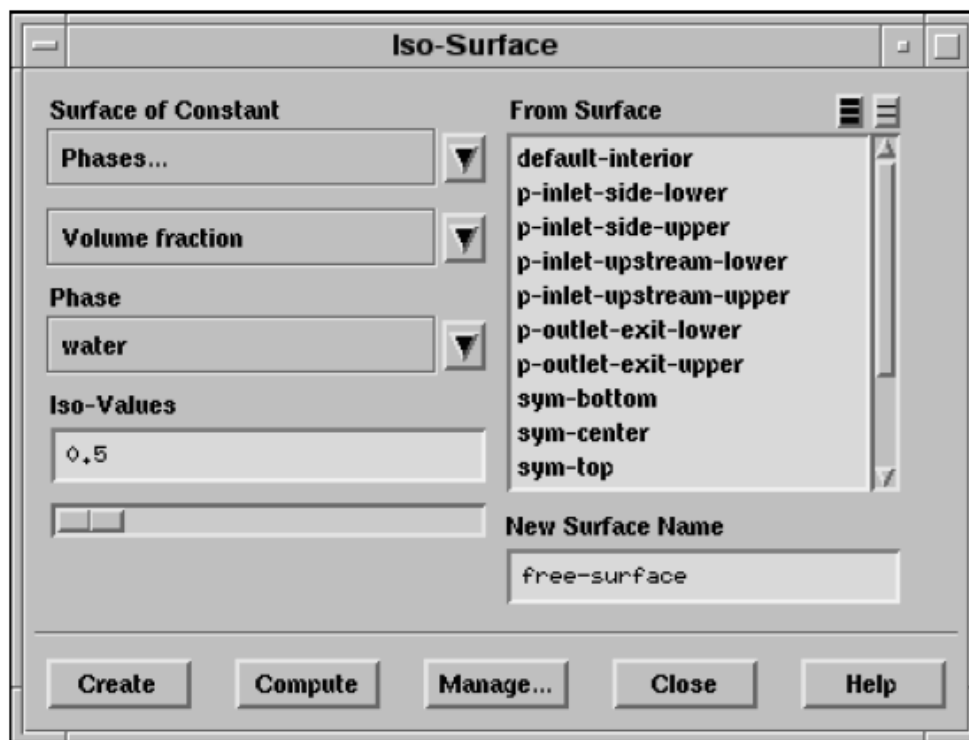 Iso-Surface
Surface of Constant
Phases...
Volume fraction
Phase
water
Iso-Values
0.5
From Surface
default-interior
p-inlet-side-lower
p-inlet-side-upper
p-inlet-upstream-lower
p-inlet-upstream-upper
p-outlet-exit-lower
p-outlet-exit-upper
sym-bottom
sym-center
sym-top
New Surface Name
free-surface
Create Compute Manage... Close Help